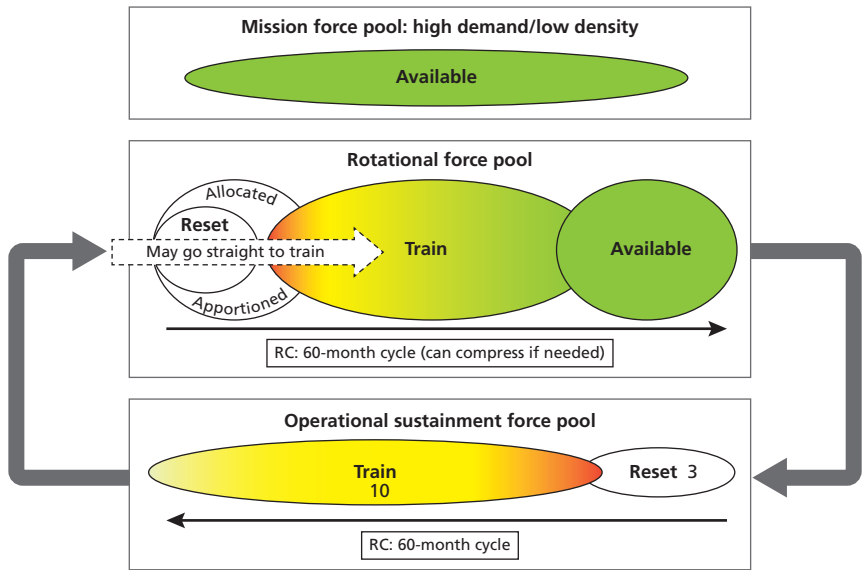 Mission force pool: high demand/low density
Available
Rotational force pool
Allocated
Reset
May go straight to train
Train
Available
Apportioned
RC: 60-month cycle (can compress if needed)
Operational sustainment force pool
Train
10
Reset 3
RC: 60-month cycle